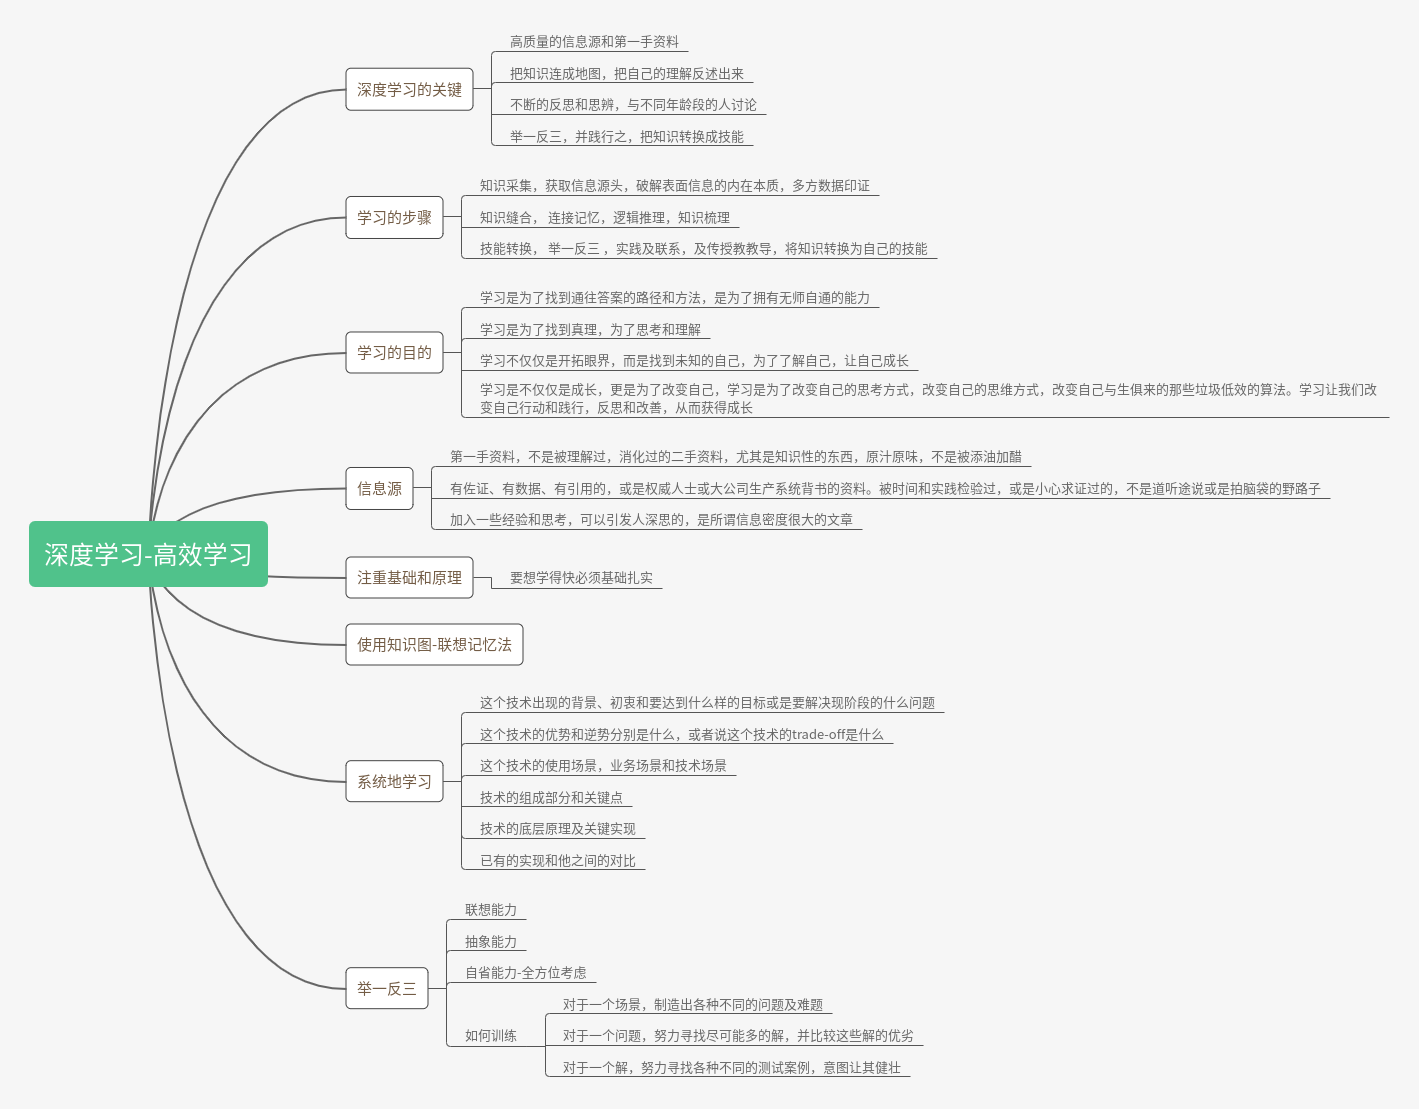 深度学习-高效学习
深度学习的关键
高质量的信息源和第一手资料
把知识连成地图，把自己的理解反述出来
不断的反思和思辨，与不同年龄段的人讨论
举一反三，并践行之，把知识转换成技能
学习的步骤
知识采集，获取信息源头，破解表面信息的内在本质，多方数据印证
知识缝合， 连接记忆，逻辑推理，知识梳理
技能转换， 举一反三 ，实践及联系，及传授教教导，将知识转换为自己的技能
学习的目的
学习是为了找到通往答案的路径和方法，是为了拥有无师自通的能力
学习是为了找到真理，为了思考和理解
学习不仅仅是开拓眼界，而是找到未知的自己，为了了解自己，让自己成长
学习是不仅仅是成长，更是为了改变自己，学习是为了改变自己的思考方式，改变自己的思维方式，改变自己与生俱来的那些垃圾低效的算法。学习让我们改
变自己行动和践行，反思和改善，从而获得成长
信息源
第一手资料，不是被理解过，消化过的二手资料，尤其是知识性的东西，原汁原味，不是被添油加醋
有佐证、有数据、有引用的，或是权威人士或大公司生产系统背书的资料。被时间和实践检验过，或是小心求证过的，不是道听途说或是拍脑袋的野路子
加入一些经验和思考，可以引发人深思的，是所谓信息密度很大的文章
注重基础和原理
要想学得快必须基础扎实
使用知识图-联想记忆法
系统地学习
这个技术出现的背景、初衷和要达到什么样的目标或是要解决现阶段的什么问题
这个技术的优势和逆势分别是什么，或者说这个技术的trade-off是什么
这个技术的使用场景，业务场景和技术场景
技术的组成部分和关键点
技术的底层原理及关键实现
已有的实现和他之间的对比
举一反三
联想能力
抽象能力
自省能力-全方位考虑
如何训练
对于一个场景，制造出各种不同的问题及难题
对于一个问题，努力寻找尽可能多的解，并比较这些解的优劣
对于一个解，努力寻找各种不同的测试案例，意图让其健壮